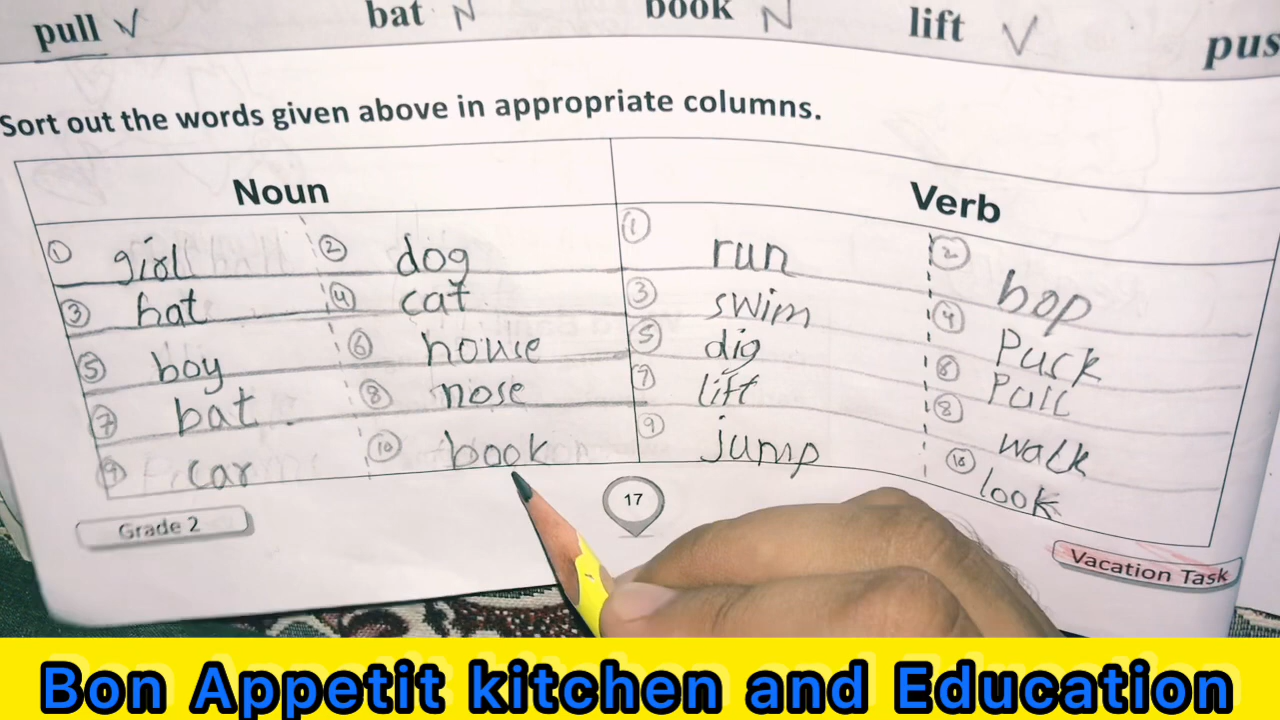 pull ✓ bat N book N lift ✓ pus
Sort out the words given above in appropriate columns.
Noun Verb
① girl ② dog ① run ② bop
③ hat ④ cat ③ swim ④ Puck
⑤ boy ⑥ house ⑤ dig ⑥ Pull
⑦ bat ⑧ nose ⑦ lift ⑧ walk
⑨ car ⑩ book ⑨ jump ⑩ look
Grade 2 17 Vacation Task
Bon Appetit kitchen and Education